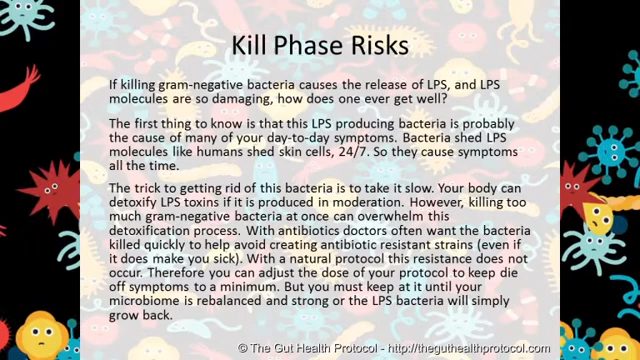 Kill Phase Risks
If killing gram-negative bacteria causes the release of LPS, and LPS
molecules are so damaging, how does one ever get well?
The first thing to know is that this LPS producing bacteria is probably
the cause of many of your day-to-day symptoms. Bacteria shed LPS
molecules like humans shed skin cells, 24/7. So they cause symptoms
all the time.
The trick to getting rid of this bacteria is to take it slow. Your body can
detoxify LPS toxins if it is produced in moderation. However, killing too
much gram-negative bacteria at once can overwhelm this
detoxification process. With antibiotics doctors often want the bacteria
killed quickly to help avoid creating antibiotic resistant strains (even if
it does make you sick). With a natural protocol this resistance does not
occur. Therefore you can adjust the dose of your protocol to keep die
off symptoms to a minimum. But you must keep at it until your
microbiome is rebalanced and strong or the LPS bacteria will simply
grow back.
© The Gut Health Protocol - http://theguthealthprotocol.com